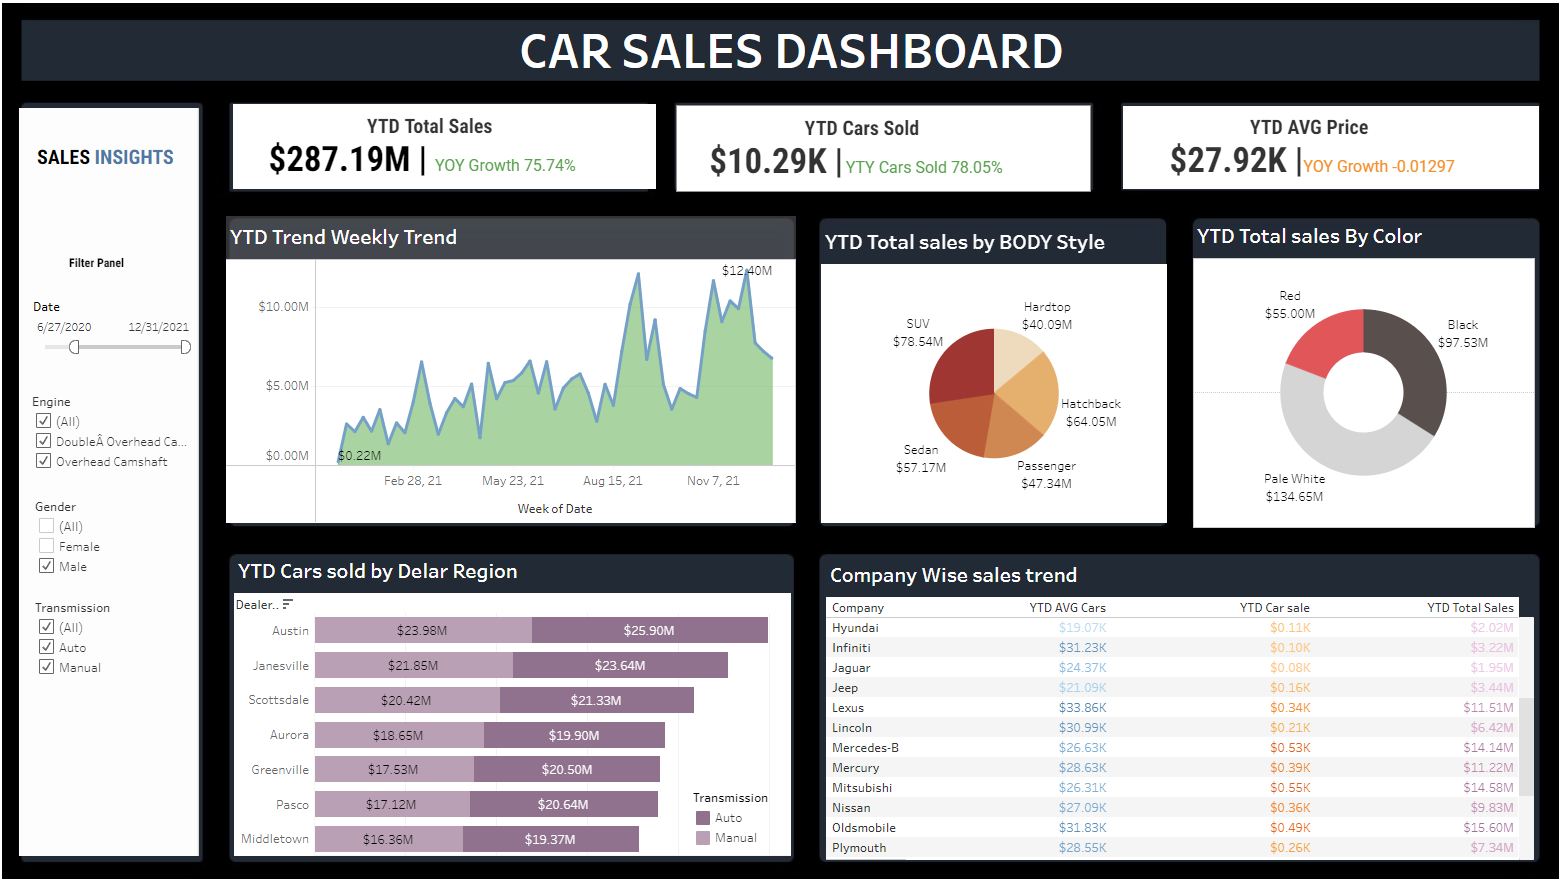 CAR SALES DASHBOARD
SALES INSIGHTS
Filter Panel
Date
6/27/2020 12/31/2021
Engine
(All)
DoubleÂ Overhead Ca...
Overhead Camshaft
Gender
(All)
Female
Male
Transmission
(All)
Auto
Manual
YTD Total Sales
$287.19M | YOY Growth 75.74%
YTD Cars Sold
$10.29K | YTY Cars Sold 78.05%
YTD AVG Price
$27.92K | YOY Growth -0.01297
YTD Trend Weekly Trend
$12.40M
$10.00M
$5.00M
$0.00M
$0.22M
Feb 28, 21 May 23, 21 Aug 15, 21 Nov 7, 21
Week of Date
YTD Total sales by BODY Style
Hardtop
$40.09M
SUV
$78.54M
Hatchback
$64.05M
Sedan
$57.17M
Passenger
$47.34M
YTD Total sales By Color
Red
$55.00M
Black
$97.53M
Pale White
$134.65M
YTD Cars sold by Delar Region
Dealer..
Austin $23.98M $25.90M
Janesville $21.85M $23.64M
Scottsdale $20.42M $21.33M
Aurora $18.65M $19.90M
Greenville $17.53M $20.50M
Pasco $17.12M $20.64M
Middletown $16.36M $19.37M
Transmission
Auto
Manual
Company Wise sales trend
Company YTD AVG Cars YTD Car sale YTD Total Sales
Hyundai $19.07K $0.11K $2.02M
Infiniti $31.23K $0.10K $3.22M
Jaguar $24.37K $0.08K $1.95M
Jeep $21.09K $0.16K $3.44M
Lexus $33.86K $0.34K $11.51M
Lincoln $30.99K $0.21K $6.42M
Mercedes-B $26.63K $0.53K $14.14M
Mercury $28.63K $0.39K $11.22M
Mitsubishi $26.31K $0.55K $14.58M
Nissan $27.09K $0.36K $9.83M
Oldsmobile $31.83K $0.49K $15.60M
Plymouth $28.55K $0.26K $7.34M